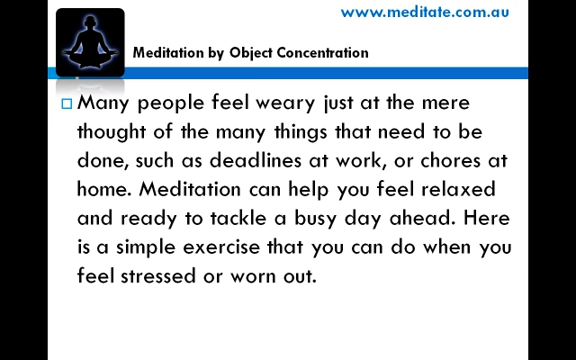 www.meditate.com.au
Meditation by Object Concentration
Many people feel weary just at the mere
thought of the many things that need to be
done, such as deadlines at work, or chores at
home. Meditation can help you feel relaxed
and ready to tackle a busy day ahead. Here
is a simple exercise that you can do when you
feel stressed or worn out.